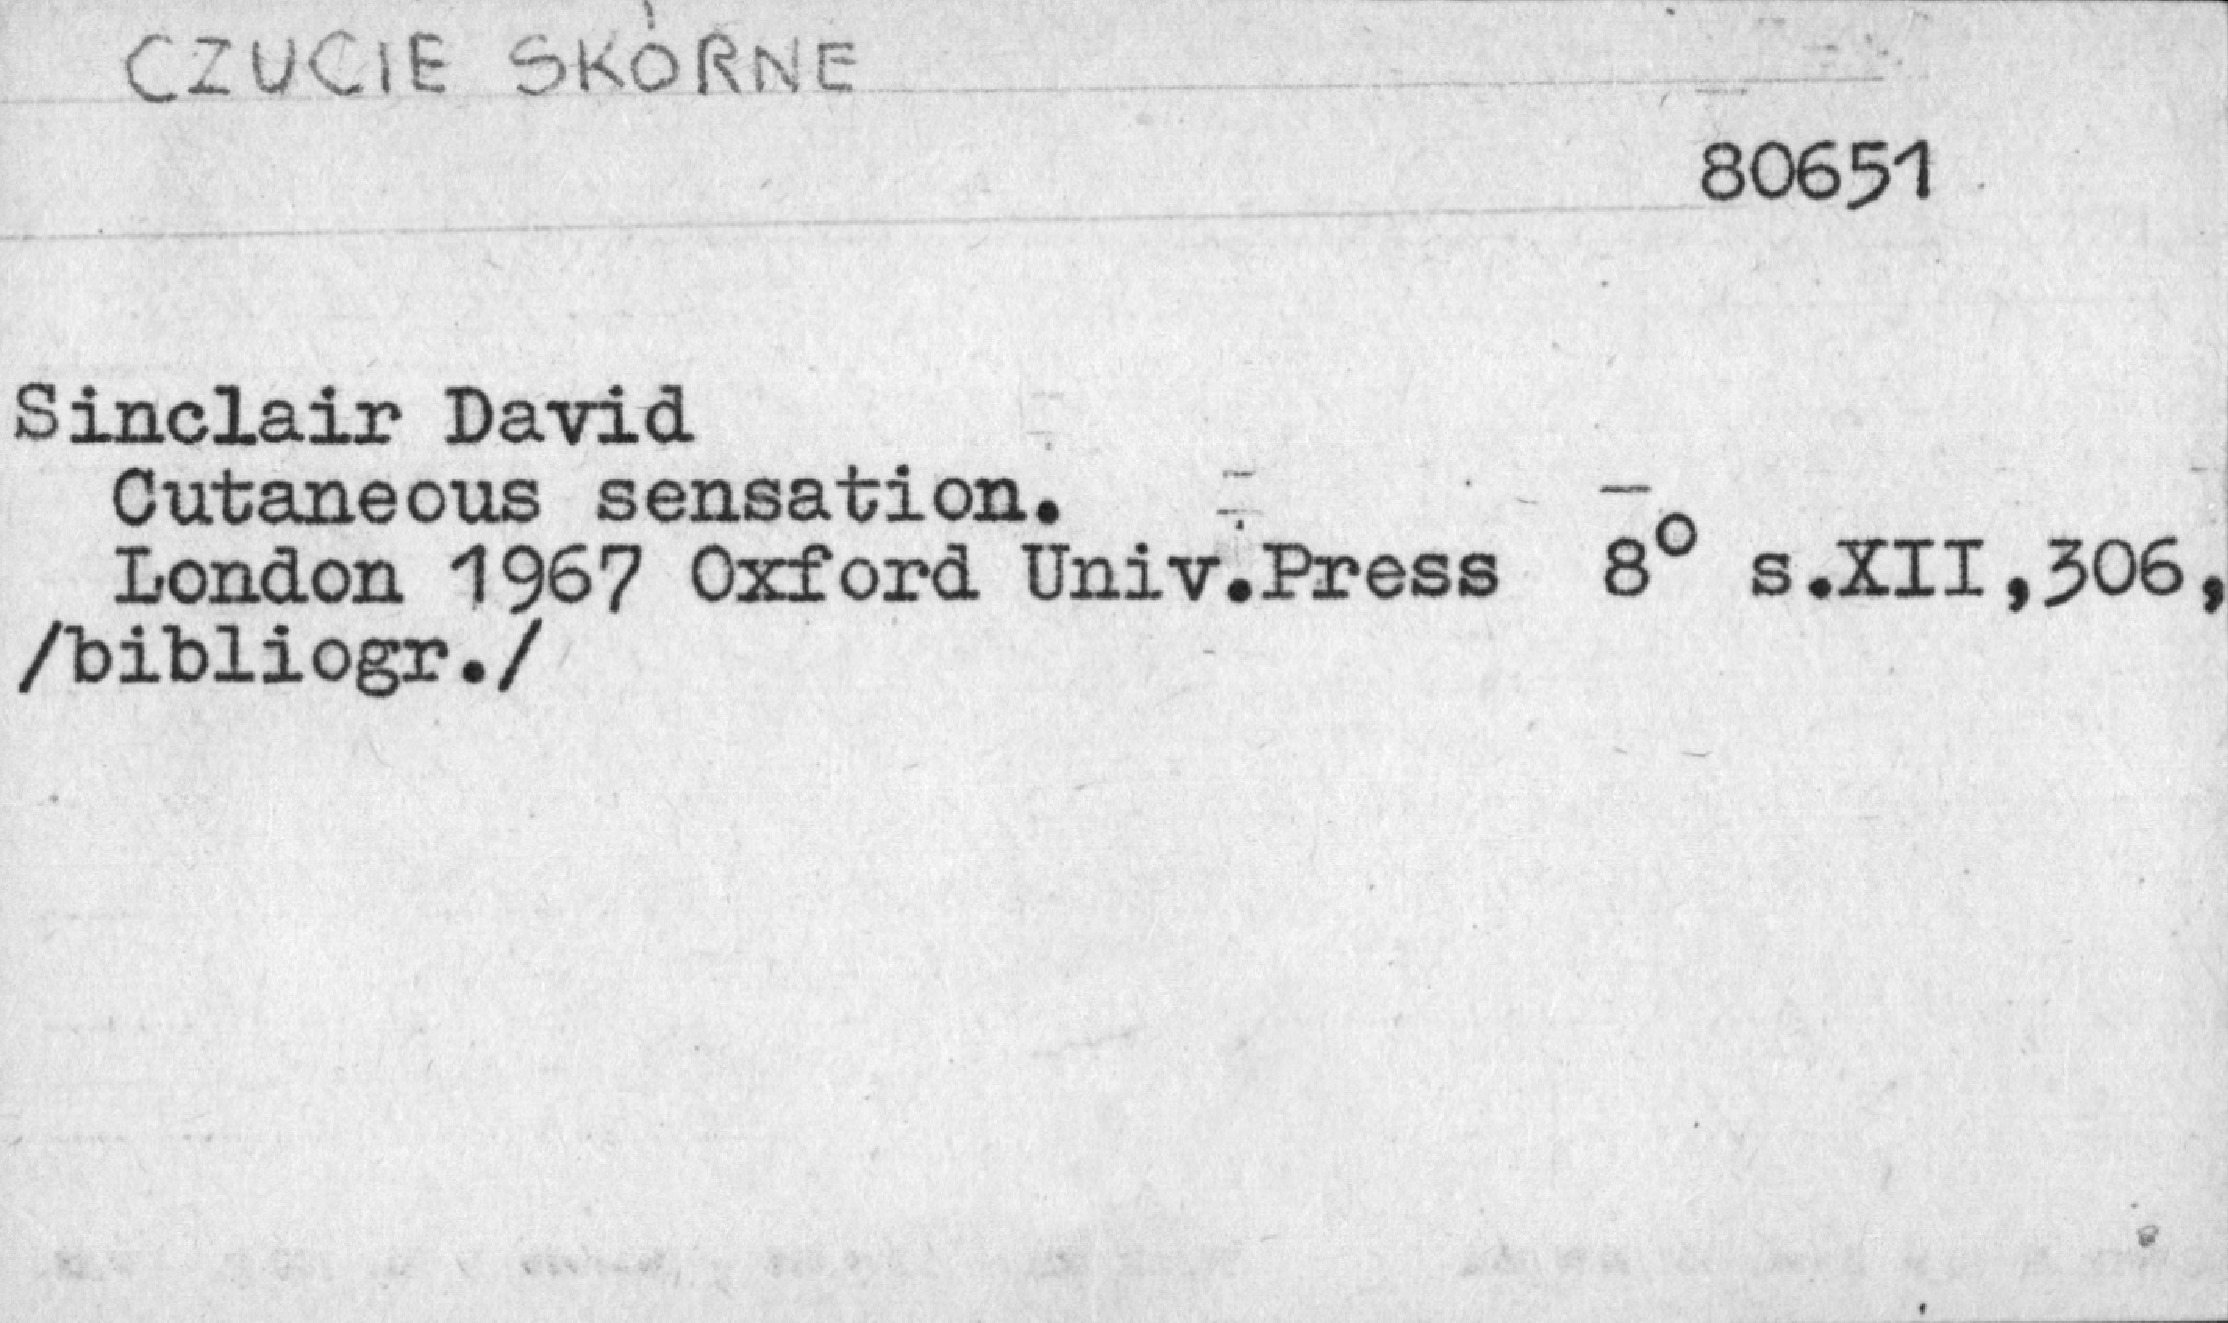 CZUCIE SKÓRNE
80651
Sinclair David
Cutaneous sensation.
London 1967 Oxford Univ.Press 8° s.XII,306,
/bibliogr./